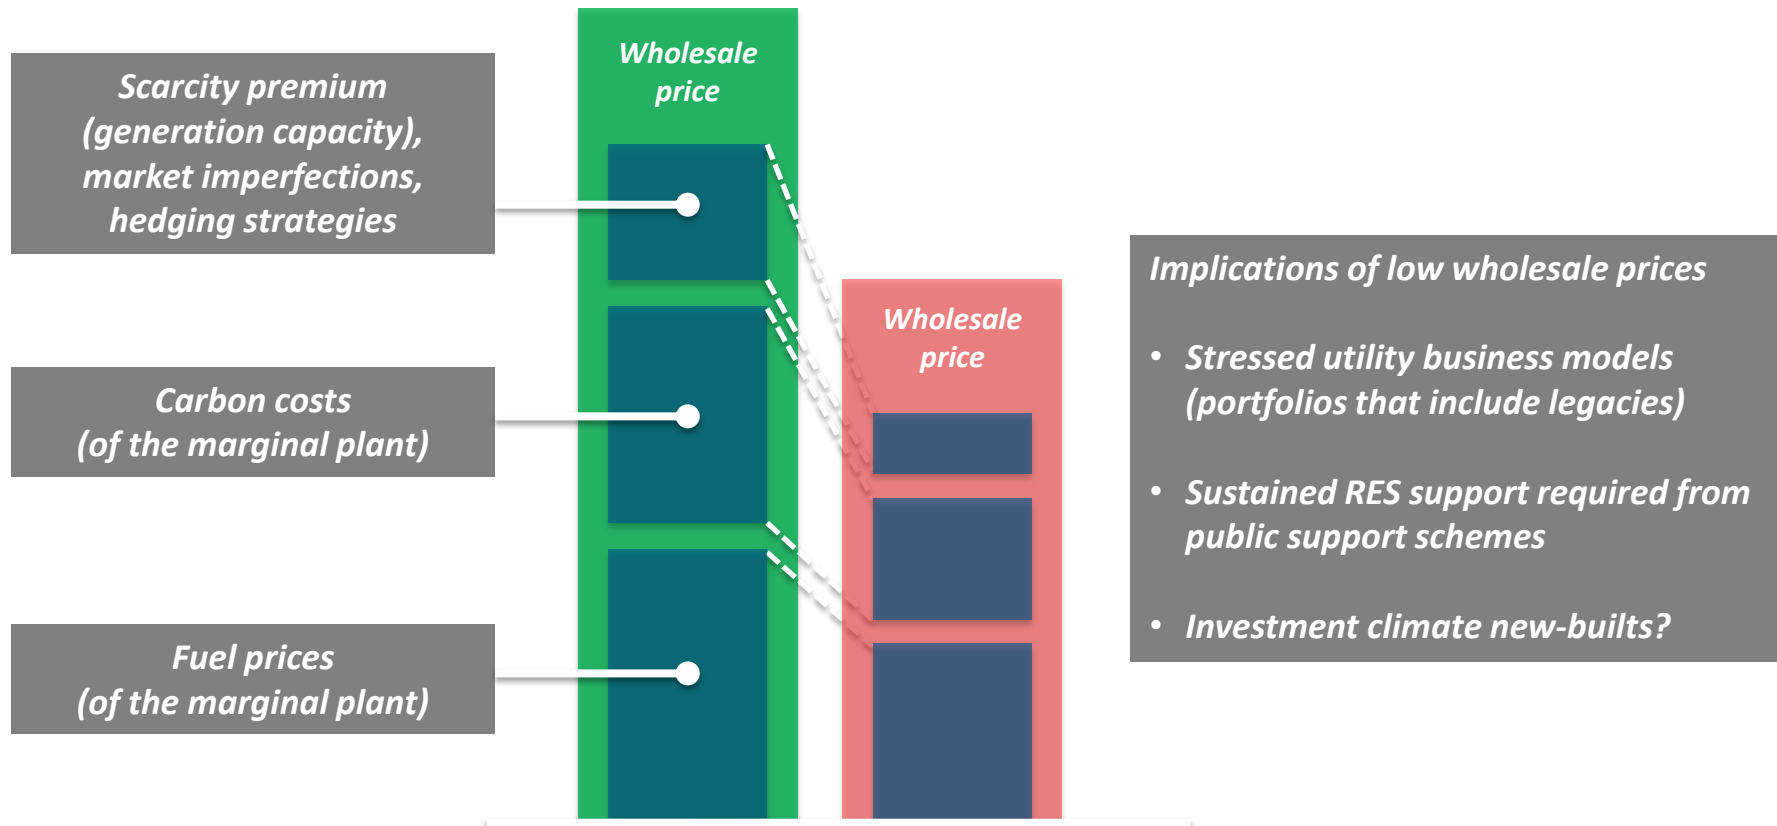 Scarcity premium
(generation capacity),
market imperfections,
hedging strategies
Carbon costs
(of the marginal plant)
Fuel prices
(of the marginal plant)
Wholesale
price
Wholesale
price
Implications of low wholesale prices
• Stressed utility business models
(portfolios that include legacies)
• Sustained RES support required from
public support schemes
• Investment climate new-builts?